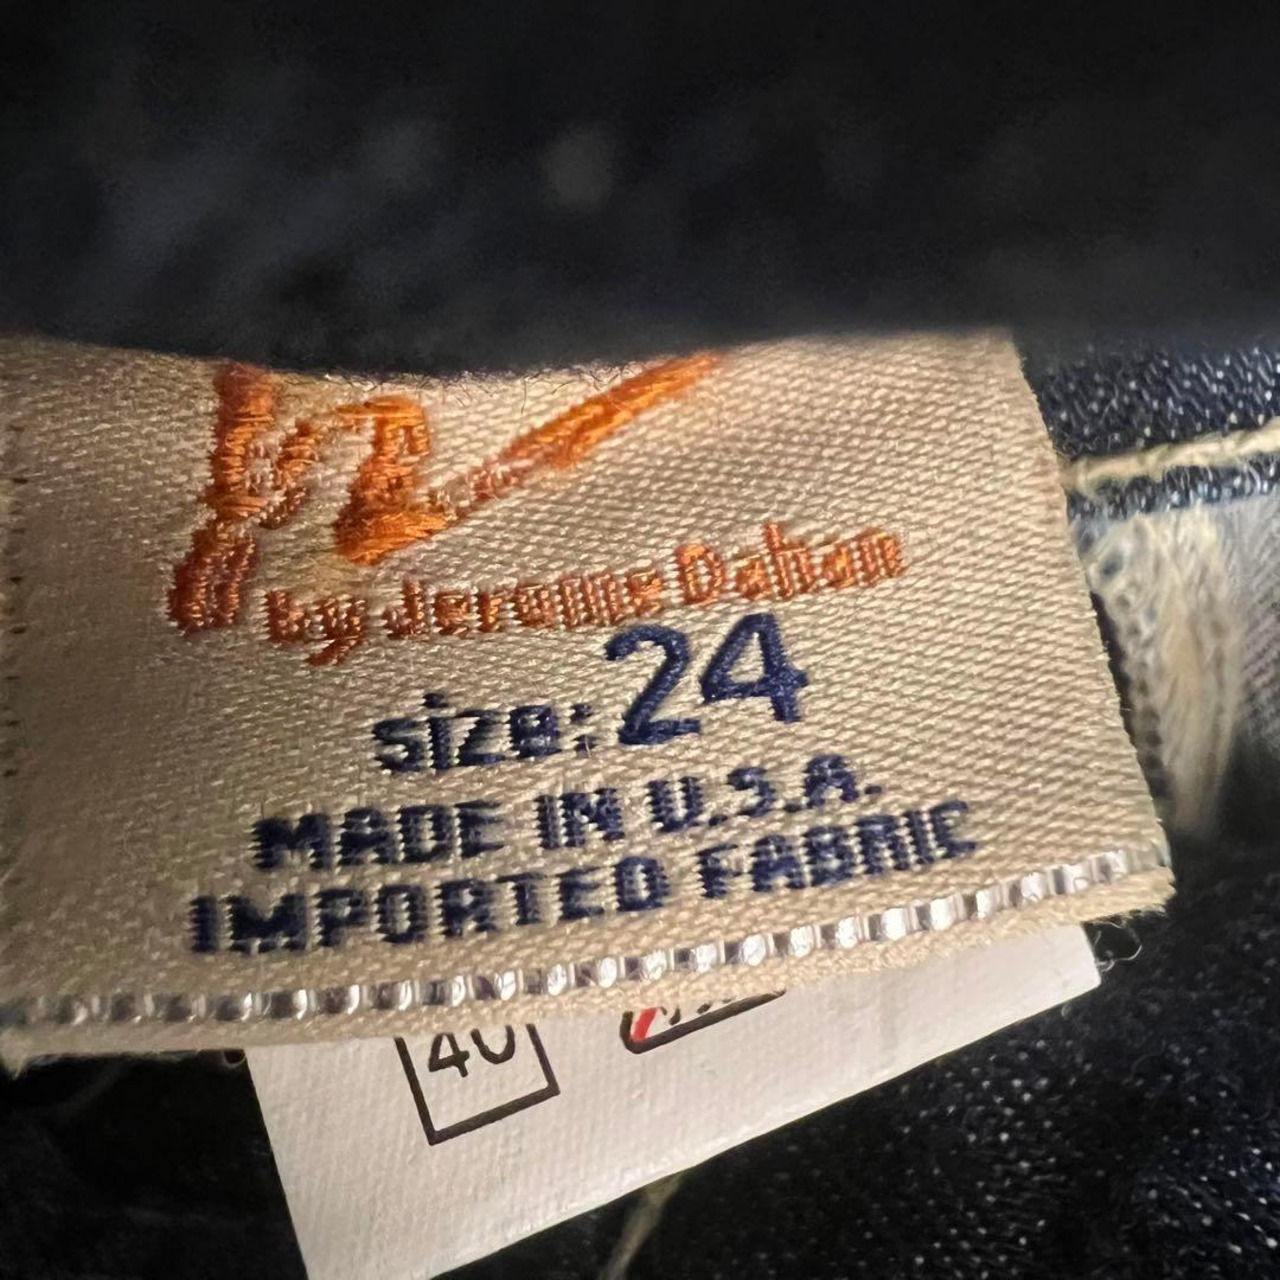 by Jerome Dahan
size: 24
MADE IN U.S.A.
IMPORTED FABRIC
40